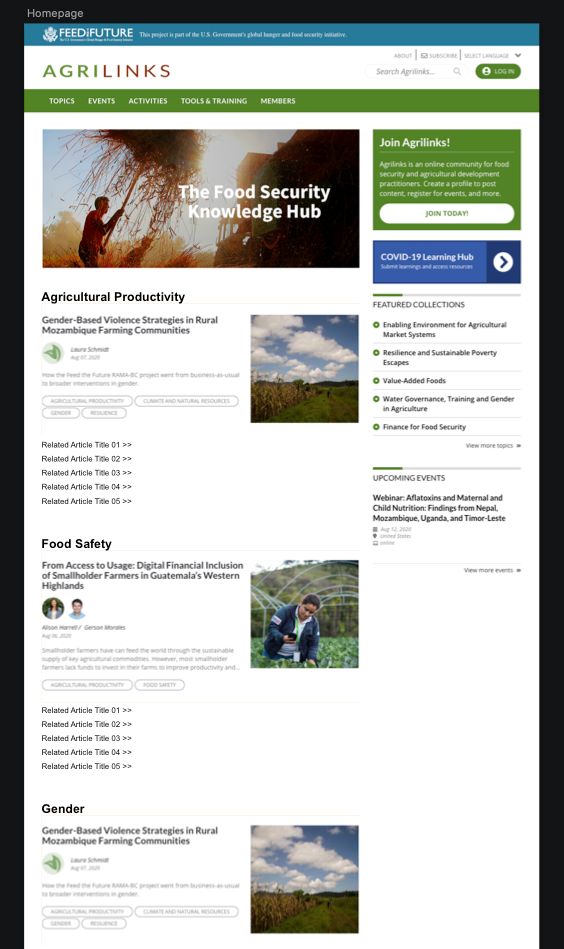 Homepage
FEEDtheFUTURE
The U.S. Government's Global Hunger & Food Security Initiative
This project is part of the U.S. Government's global hunger and food security initiative.
ABOUT
SUBSCRIBE
SELECT LANGUAGE
AGRILINKS
Search Agrilinks...
LOG IN
TOPICS EVENTS ACTIVITIES TOOLS & TRAINING MEMBERS
The Food Security
Knowledge Hub
Agricultural Productivity
Gender-Based Violence Strategies in Rural
Mozambique Farming Communities
Laura Schmidt
Aug 07, 2020
How the Feed the Future RAMA-BC project went from business-as-usual
to broader interventions in gender.
AGRICULTURAL PRODUCTIVITY CLIMATE AND NATURAL RESOURCES
GENDER RESILIENCE
Related Article Title 01 >>
Related Article Title 02 >>
Related Article Title 03 >>
Related Article Title 04 >>
Related Article Title 05 >>
Food Safety
From Access to Usage: Digital Financial Inclusion
of Smallholder Farmers in Guatemala's Western
Highlands
Alison Harrell / Gerson Morales
Aug 06, 2020
Smallholder farmers have can feed the world through the sustainable
supply of key agricultural commodities. However, most smallholder
farmers lack funds to invest in their farms to improve productivity and...
AGRICULTURAL PRODUCTIVITY FOOD SAFETY
Related Article Title 01 >>
Related Article Title 02 >>
Related Article Title 03 >>
Related Article Title 04 >>
Related Article Title 05 >>
Gender
Gender-Based Violence Strategies in Rural
Mozambique Farming Communities
Laura Schmidt
Aug 07, 2020
How the Feed the Future RAMA-BC project went from business-as-usual
to broader interventions in gender.
AGRICULTURAL PRODUCTIVITY CLIMATE AND NATURAL RESOURCES
GENDER RESILIENCE
Join Agrilinks!
Agrilinks is an online community for food
security and agricultural development
practitioners. Create a profile to post
content, register for events, and more.
JOIN TODAY!
COVID-19 Learning Hub
Submit learnings and access resources
FEATURED COLLECTIONS
Enabling Environment for Agricultural
Market Systems
Resilience and Sustainable Poverty
Escapes
Value-Added Foods
Water Governance, Training and Gender
in Agriculture
Finance for Food Security
View more topics »
UPCOMING EVENTS
Webinar: Aflatoxins and Maternal and
Child Nutrition: Findings from Nepal,
Mozambique, Uganda, and Timor-Leste
Aug 12, 2020
United States
online
View more events »